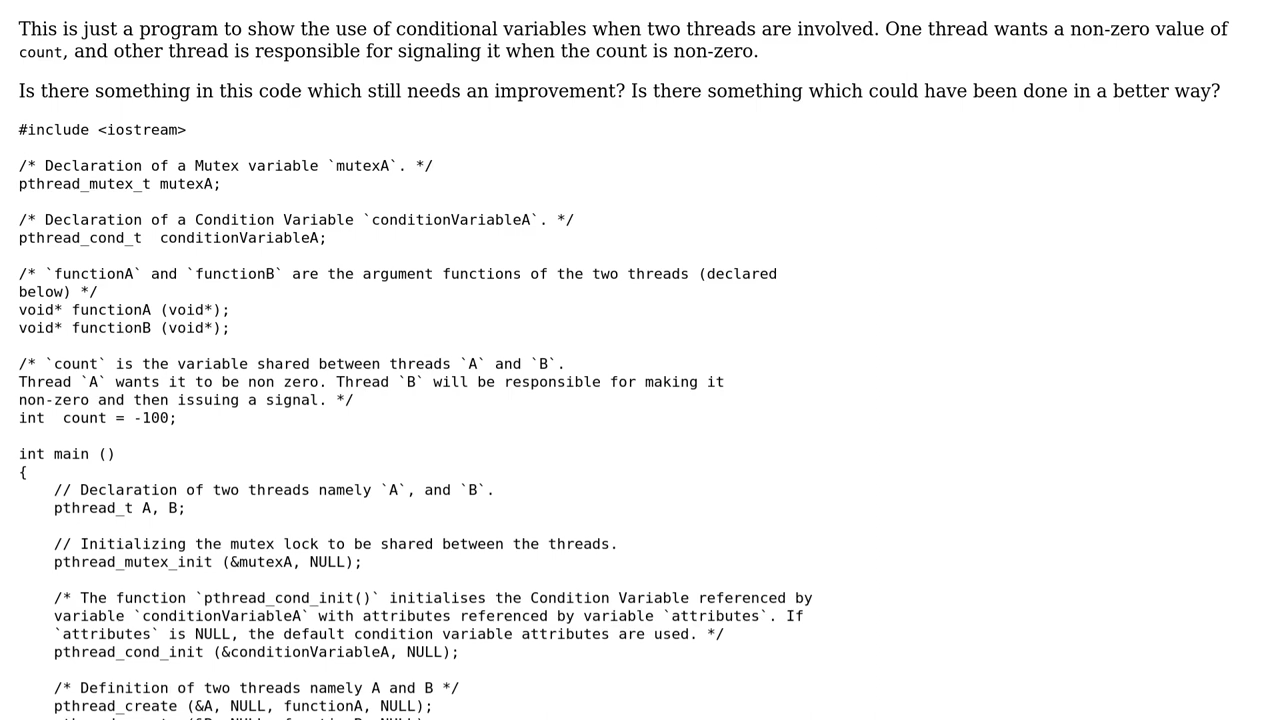 This is just a program to show the use of conditional variables when two threads are involved. One thread wants a non-zero value of
count, and other thread is responsible for signaling it when the count is non-zero.
Is there something in this code which still needs an improvement? Is there something which could have been done in a better way?
#include <iostream>
/* Declaration of a Mutex variable `mutexA`. */
pthread_mutex_t mutexA;
/* Declaration of a Condition Variable `conditionVariableA`. */
pthread_cond_t  conditionVariableA;
/* `functionA` and `functionB` are the argument functions of the two threads (declared
below) */
void* functionA (void*);
void* functionB (void*);
/* `count` is the variable shared between threads `A` and `B`.
Thread `A` wants it to be non zero. Thread `B` will be responsible for making it
non-zero and then issuing a signal. */
int  count = -100;
int main ()
{
    // Declaration of two threads namely `A`, and `B`.
    pthread_t A, B;
    // Initializing the mutex lock to be shared between the threads.
    pthread_mutex_init (&mutexA, NULL);
    /* The function `pthread_cond_init()` initialises the Condition Variable referenced by
    variable `conditionVariableA` with attributes referenced by variable `attributes`. If
    `attributes` is NULL, the default condition variable attributes are used. */
    pthread_cond_init (&conditionVariableA, NULL);
    /* Definition of two threads namely A and B */
    pthread_create (&A, NULL, functionA, NULL);